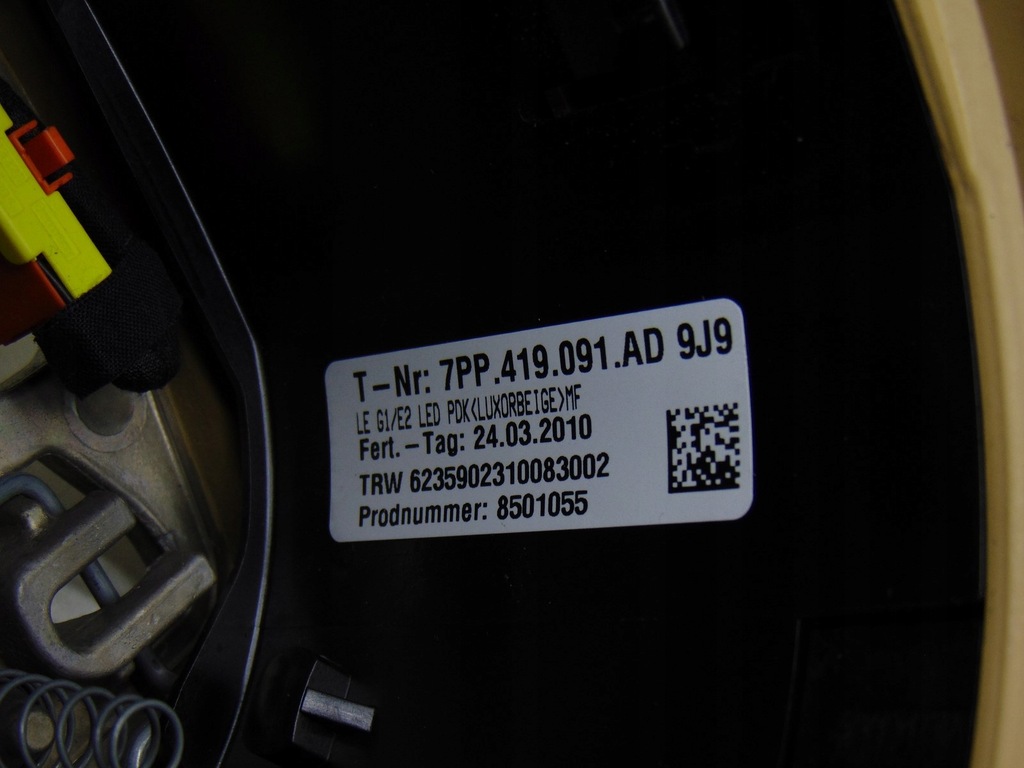 T-Nr: 7PP.419.091.AD 9J9
LE G1/E2 LED PDK<LUXORBEIGE>MF
Fert.-Tag: 24.03.2010
TRW 6235902310083002
Prodnummer: 8501055